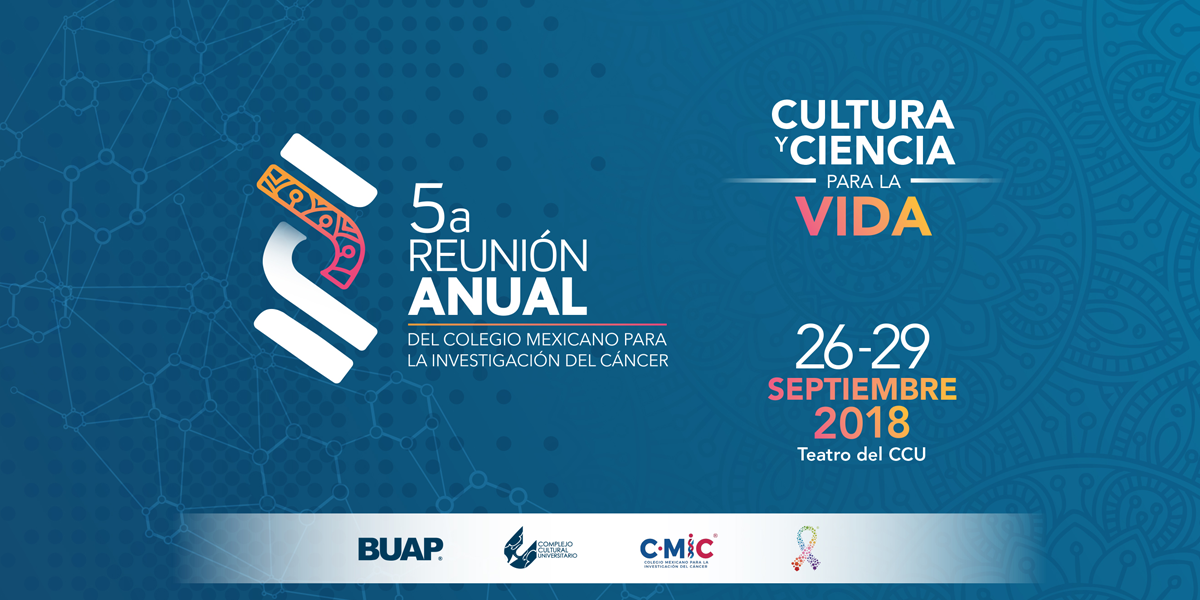 5a
REUNIÓN
ANUAL
DEL COLEGIO MEXICANO PARA
LA INVESTIGACIÓN DEL CÁNCER
CULTURA
Y CIENCIA
PARA LA
VIDA
26-29
SEPTIEMBRE
2018
Teatro del CCU
BUAP®
COMPLEJO
CULTURAL
UNIVERSITARIO
C·MiC®
COLEGIO MEXICANO PARA LA
INVESTIGACIÓN DEL CÁNCER